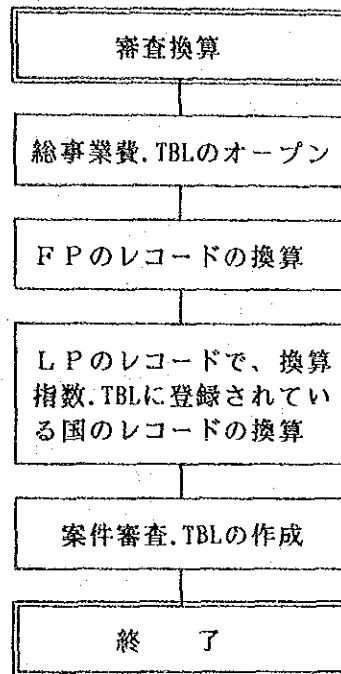 審査換算
総事業費.TBLのオープン
ＦＰのレコードの換算
ＬＰのレコードで、換算
指数.TBLに登録されてい
る国のレコードの換算
案件審査.TBLの作成
終　了